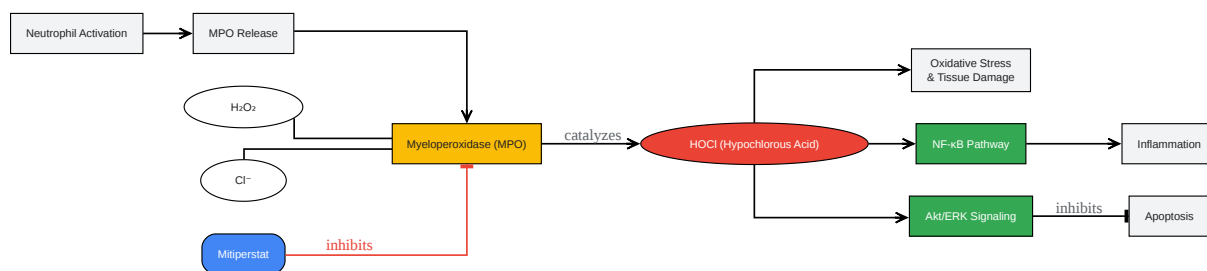 Neutrophil Activation
MPO Release
H₂O₂
Cl⁻
Mitiperstat
inhibits
Myeloperoxidase (MPO)
catalyzes
HOCl (Hypochlorous Acid)
Oxidative Stress
& Tissue Damage
NF-κB Pathway
Inflammation
Akt/ERK Signaling
inhibits
Apoptosis